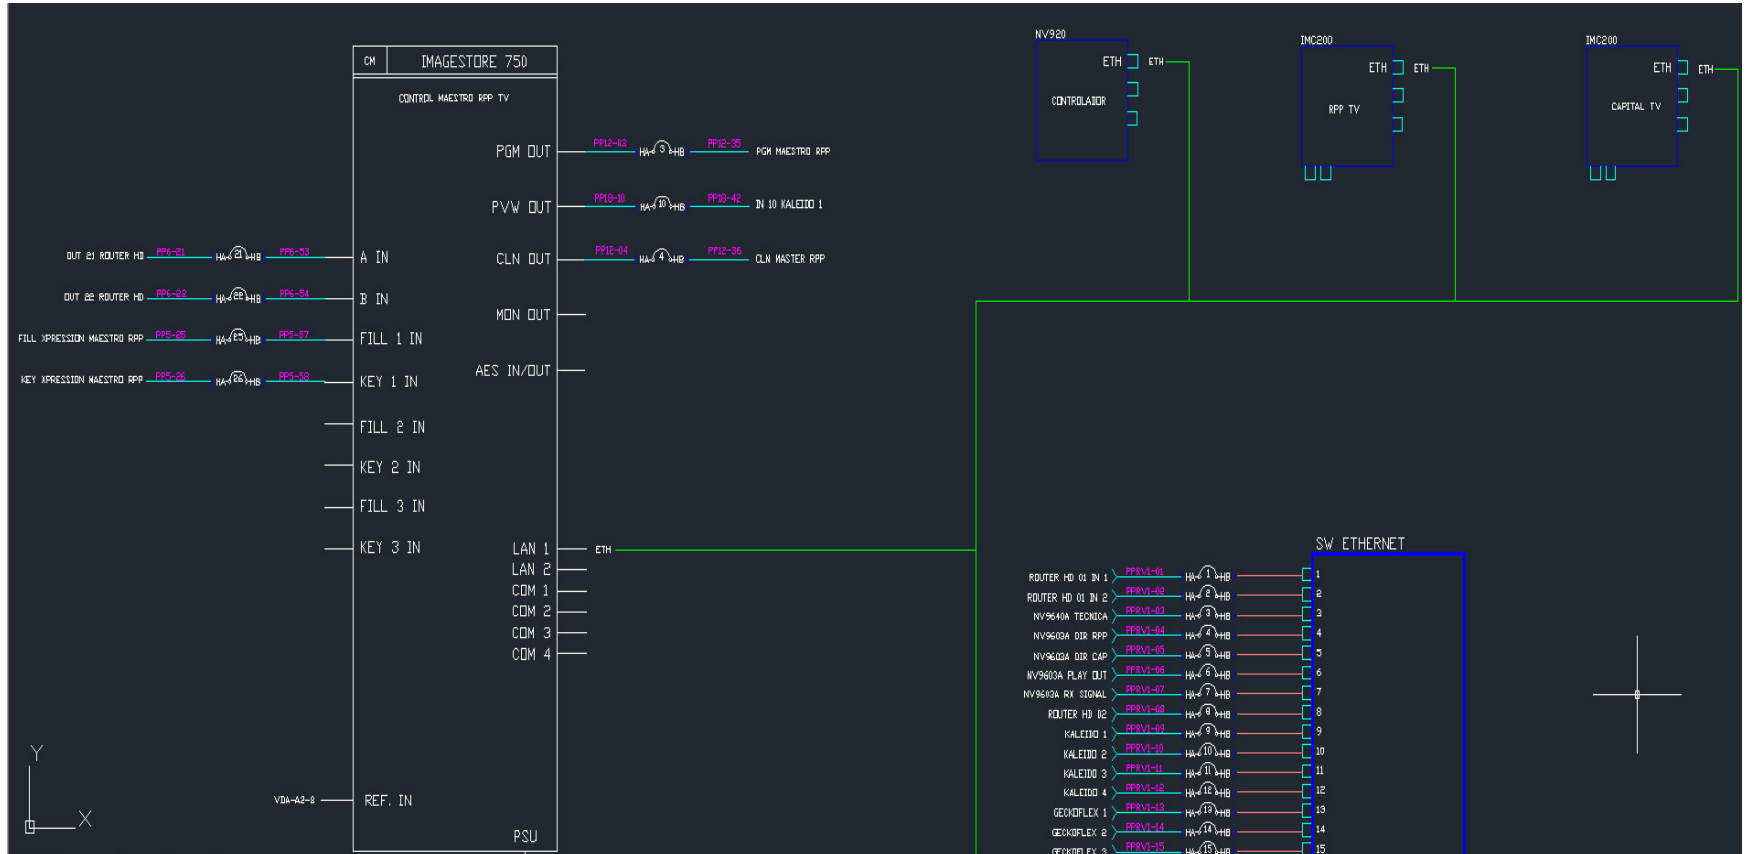 CM IMAGESTORE 750
CONTROL MAESTRO RPP TV
PGM OUT PP12-03 HA 3 HB PP12-35 PGM MAESTRO RPP
PVW OUT PP18-10 HA 10 HB PP18-42 IN 10 KALEIDO 1
CLN OUT PP12-04 HA 4 HB PP12-36 CLN MASTER RPP
MON OUT
AES IN/OUT
OUT 21 ROUTER HD PP6-21 HA 21 HB PP6-53 A IN
OUT 22 ROUTER HD PP6-22 HA 22 HB PP6-54 B IN
FILL XPRESSION MAESTRO RPP PP5-25 HA 25 HB PP5-57 FILL 1 IN
KEY XPRESSION MAESTRO RPP PP5-26 HA 26 HB PP5-58 KEY 1 IN
FILL 2 IN
KEY 2 IN
FILL 3 IN
KEY 3 IN
LAN 1 ETH
LAN 2
COM 1
COM 2
COM 3
COM 4
VDA-A2-8 REF. IN
PSU
NV920
ETH ETH
CONTROLADOR
IMC200
ETH ETH
RPP TV
IMC200
ETH ETH
CAPITAL TV
SW ETHERNET
ROUTER HD 01 IN 1 PPRV1-01 HA 1 HB 1
ROUTER HD 01 IN 2 PPRV1-02 HA 2 HB 2
NV9640A TECNICA PPRV1-03 HA 3 HB 3
NV9603A DIR RPP PPRV1-04 HA 4 HB 4
NV9603A DIR CAP PPRV1-05 HA 5 HB 5
NV9603A PLAY OUT PPRV1-06 HA 6 HB 6
NV9603A RX SIGNAL PPRV1-07 HA 7 HB 7
ROUTER HD 02 PPRV1-08 HA 8 HB 8
KALEIDO 1 PPRV1-09 HA 9 HB 9
KALEIDO 2 PPRV1-10 HA 10 HB 10
KALEIDO 3 PPRV1-11 HA 11 HB 11
KALEIDO 4 PPRV1-12 HA 12 HB 12
GECKOFLEX 1 PPRV1-13 HA 13 HB 13
GECKOFLEX 2 PPRV1-14 HA 14 HB 14
GECKOFLEX 3 PPRV1-15 HA 15 HB 15
Y
X